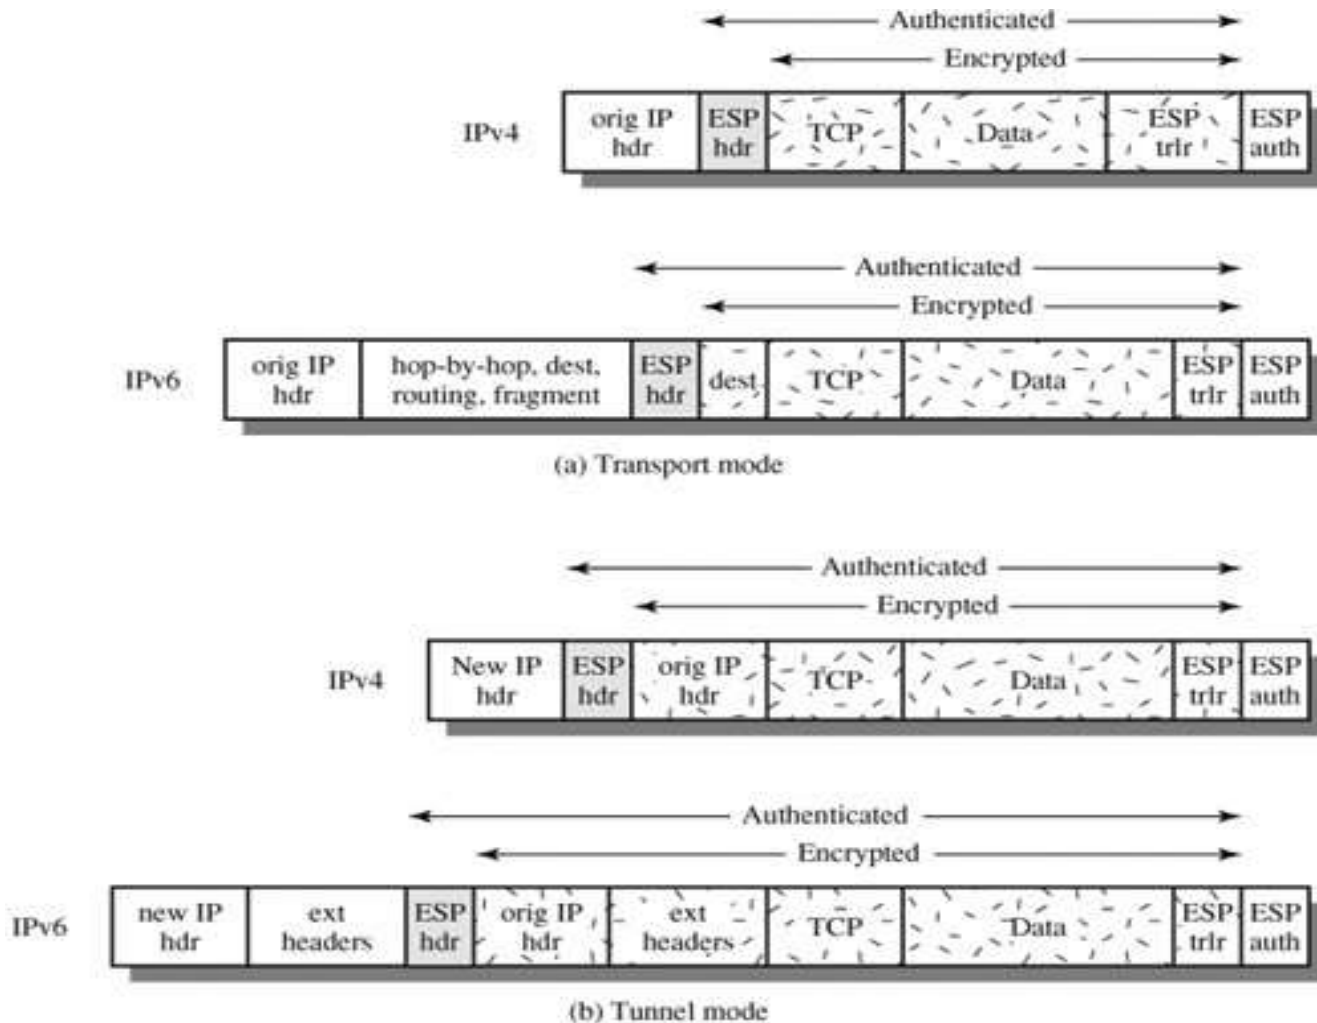 Authenticated
Encrypted
IPv4
orig IP hdr
ESP hdr
TCP
Data
ESP trlr
ESP auth
Authenticated
Encrypted
IPv6
orig IP hdr
hop-by-hop, dest, routing, fragment
ESP hdr
dest
TCP
Data
ESP trlr
ESP auth
(a) Transport mode
Authenticated
Encrypted
IPv4
New IP hdr
ESP hdr
orig IP hdr
TCP
Data
ESP trlr
ESP auth
Authenticated
Encrypted
IPv6
new IP hdr
ext headers
ESP hdr
orig IP hdr
ext headers
TCP
Data
ESP trlr
ESP auth
(b) Tunnel mode